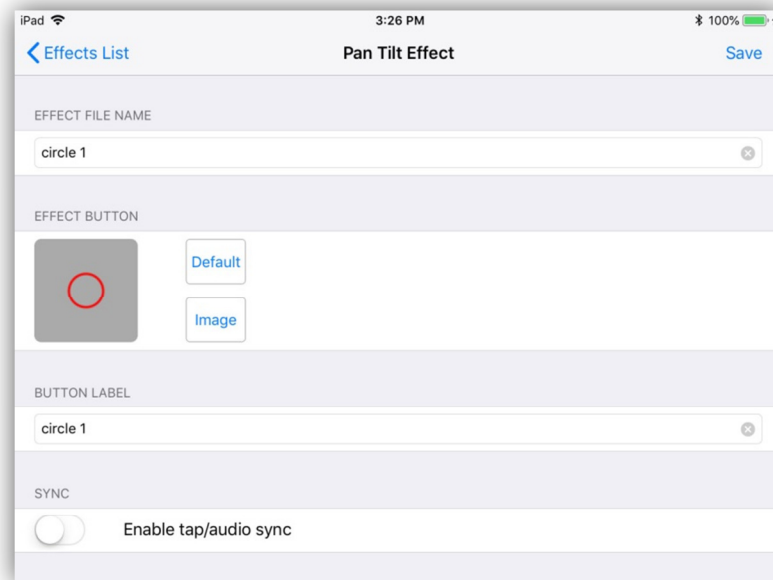 iPad 3:26 PM 100%
Effects List Pan Tilt Effect Save
EFFECT FILE NAME
circle 1
EFFECT BUTTON
Default
Image
BUTTON LABEL
circle 1
SYNC
Enable tap/audio sync